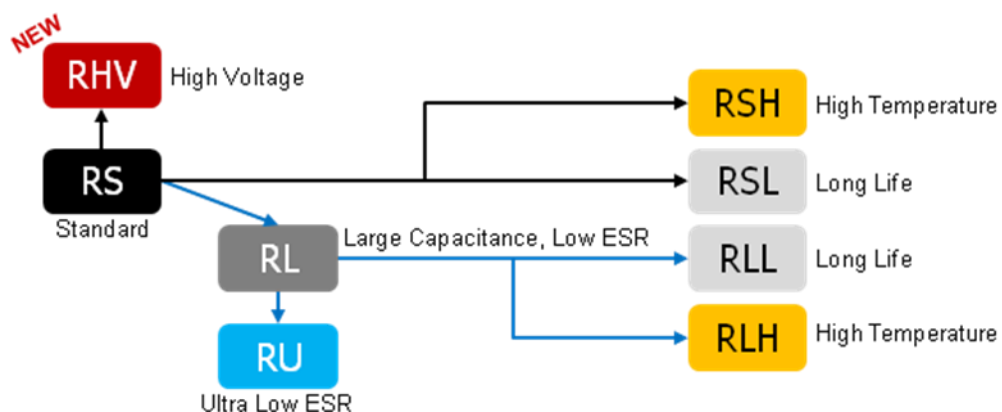 NEW
RHV
High Voltage
RSH
High Temperature
RS
Standard
RSL
Long Life
RL
Large Capacitance, Low ESR
RLL
Long Life
RU
Ultra Low ESR
RLH
High Temperature